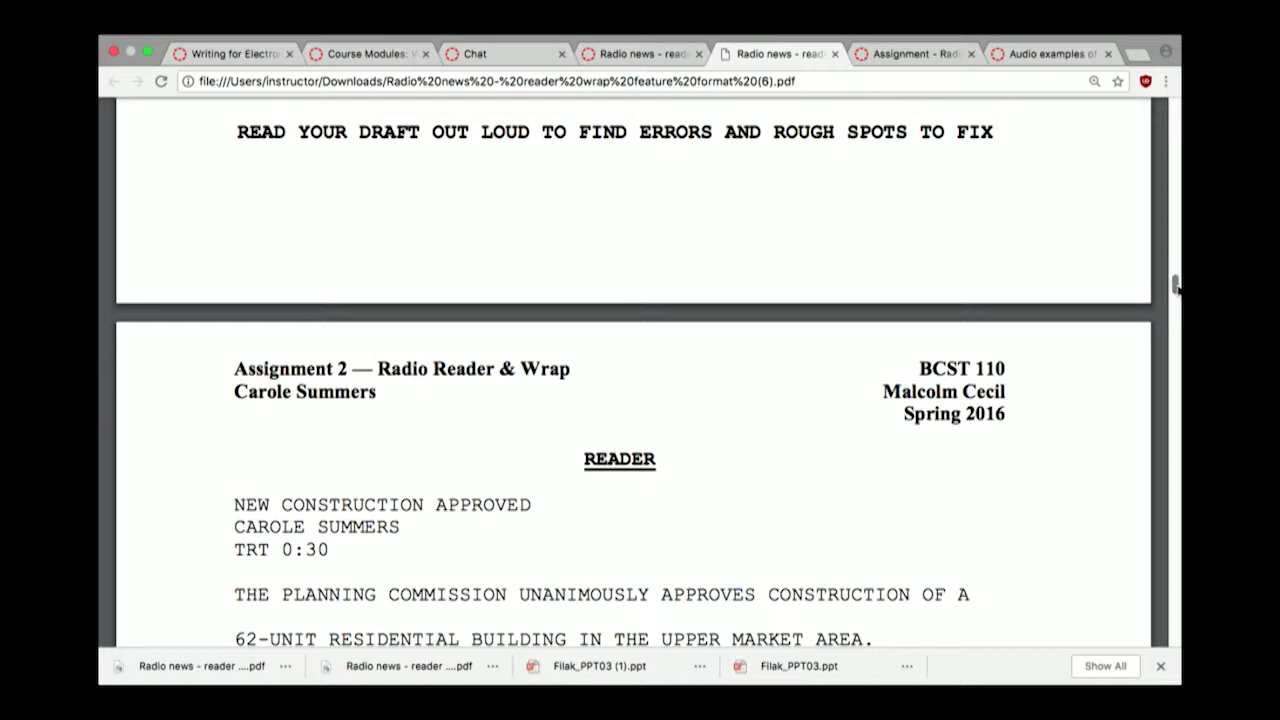 Writing for Electro
Course Modules: W
Chat
Radio news - reade
Radio news - reade
Assignment - Radi
Audio examples of
file:///Users/instructor/Downloads/Radio%20news%20-%20reader%20wrap%20feature%20format%20(6).pdf
READ YOUR DRAFT OUT LOUD TO FIND ERRORS AND ROUGH SPOTS TO FIX
Assignment 2 — Radio Reader & Wrap
BCST 110
Carole Summers
Malcolm Cecil
Spring 2016
READER
NEW CONSTRUCTION APPROVED
CAROLE SUMMERS
TRT 0:30
THE PLANNING COMMISSION UNANIMOUSLY APPROVES CONSTRUCTION OF A
62-UNIT RESIDENTIAL BUILDING IN THE UPPER MARKET AREA.
Radio news - reader ....pdf
Radio news - reader ....pdf
Filak_PPT03 (1).ppt
Filak_PPT03.ppt
Show All